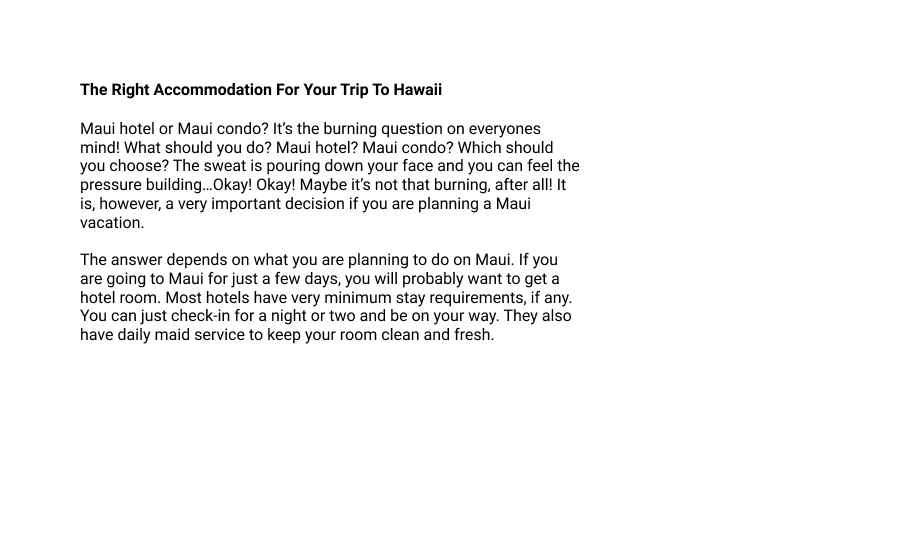 The Right Accommodation For Your Trip To Hawaii
Maui hotel or Maui condo? It’s the burning question on everyones
mind! What should you do? Maui hotel? Maui condo? Which should
you choose? The sweat is pouring down your face and you can feel the
pressure building…Okay! Okay! Maybe it’s not that burning, after all! It
is, however, a very important decision if you are planning a Maui
vacation.
The answer depends on what you are planning to do on Maui. If you
are going to Maui for just a few days, you will probably want to get a
hotel room. Most hotels have very minimum stay requirements, if any.
You can just check-in for a night or two and be on your way. They also
have daily maid service to keep your room clean and fresh.